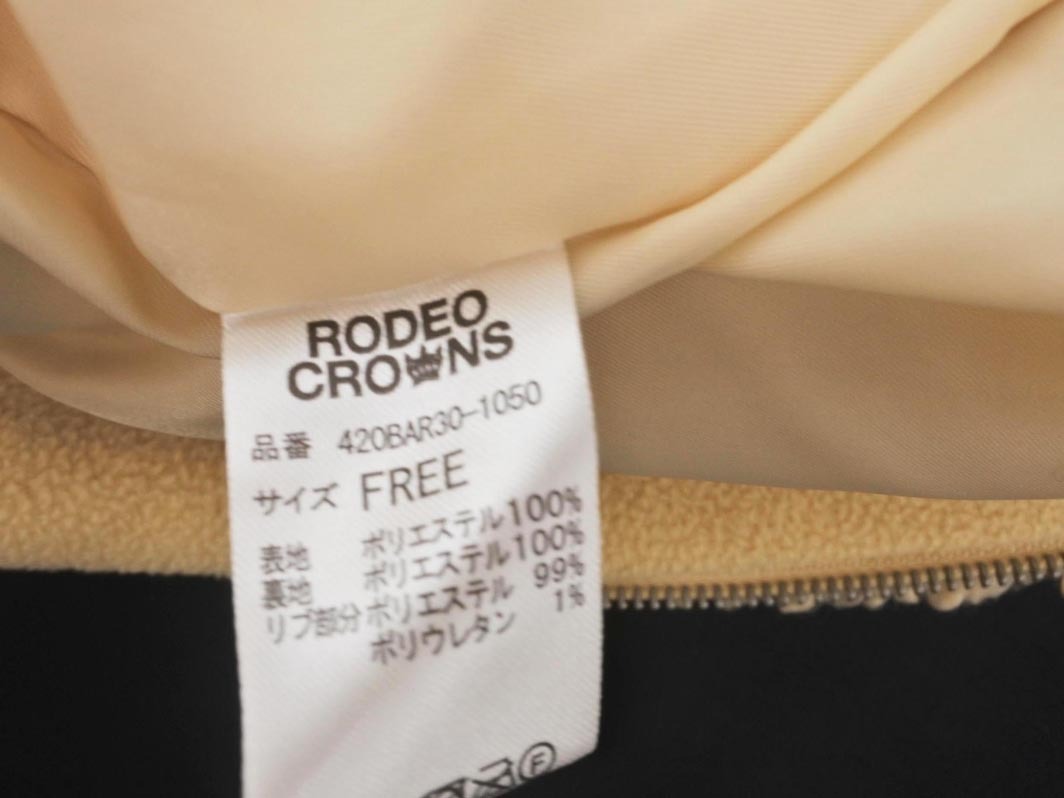 RODEO
CROWNS
品番 420BAR30-1050
サイズ FREE
表地 ポリエステル100%
裏地 ポリエステル100%
リブ部分ポリエステル 99%
ポリウレタン 1%
F